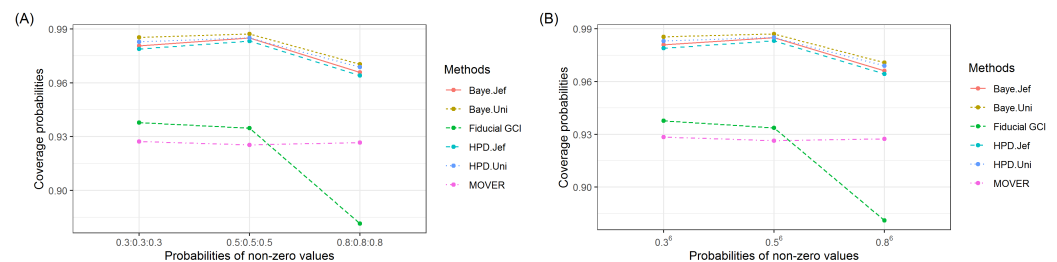 (A)
0.99
0.96
0.93
0.90
Coverage probabilities
0.3:0.3:0.3
0.5:0.5:0.5
0.8:0.8:0.8
Probabilities of non-zero values
Methods
Baye.Jef
Baye.Uni
Fiducial GCI
HPD.Jef
HPD.Uni
MOVER
(B)
0.99
0.96
0.93
0.90
Coverage probabilities
0.3⁶
0.5⁶
0.8⁶
Probabilities of non-zero values
Methods
Baye.Jef
Baye.Uni
Fiducial GCI
HPD.Jef
HPD.Uni
MOVER